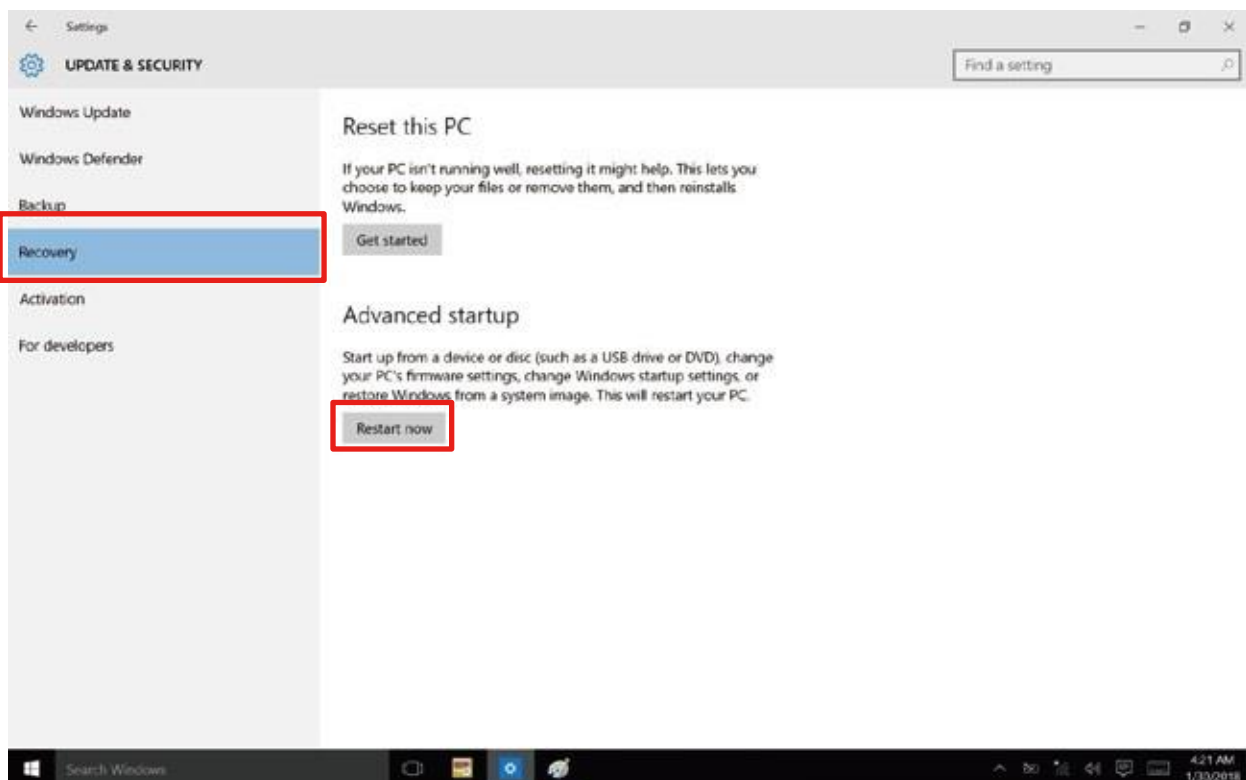 Settings
UPDATE & SECURITY
Find a setting
Windows Update
Windows Defender
Backup
Recovery
Activation
For developers
Reset this PC
If your PC isn't running well, resetting it might help. This lets you
choose to keep your files or remove them, and then reinstalls
Windows.
Get started
Advanced startup
Start up from a device or disc (such as a USB drive or DVD), change
your PC's firmware settings, change Windows startup settings, or
restore Windows from a system image. This will restart your PC.
Restart now
Search Windows
4:21 AM